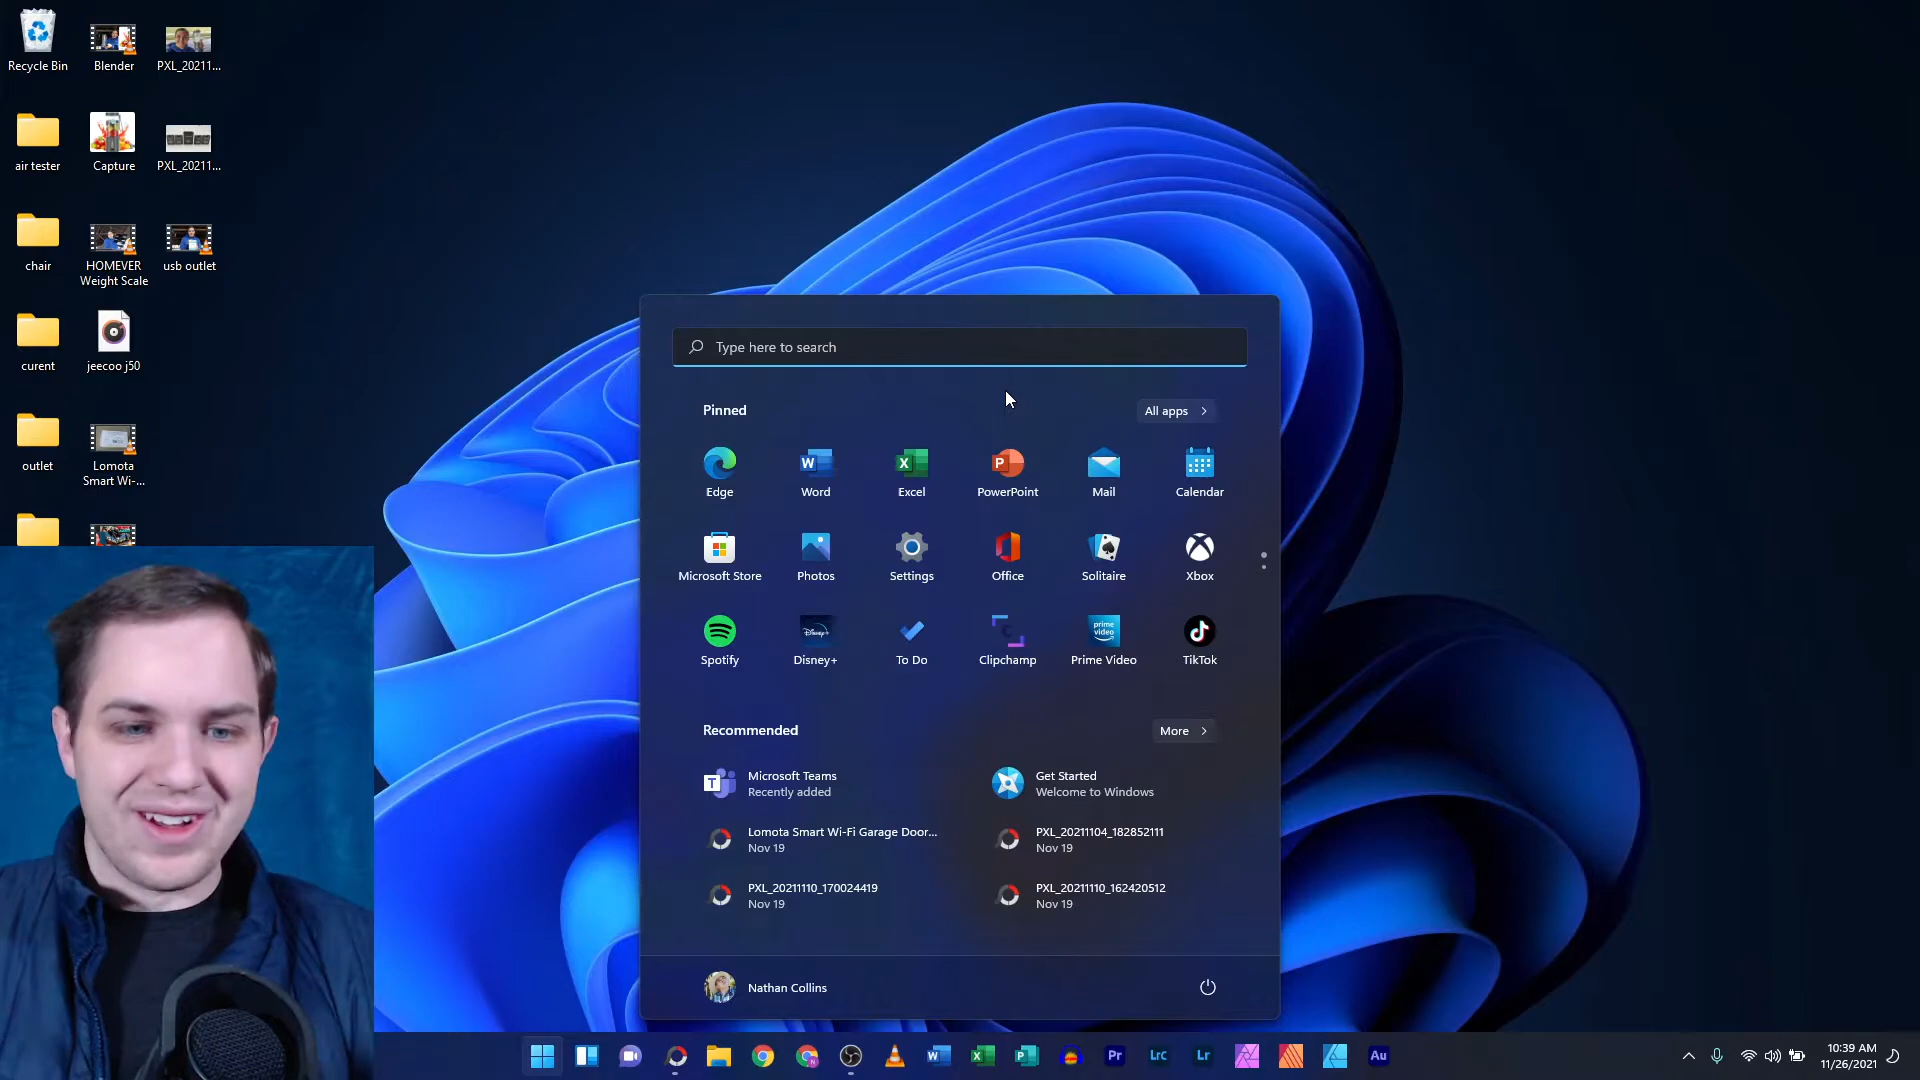 Recycle Bin
Blender
PXL_20211...
air tester
Capture
PXL_20211...
chair
HOMEVER
Weight Scale
usb outlet
curent
jeecoo j50
outlet
Lomota
Smart Wi-...
Type here to search
Pinned
All apps
Edge
Word
Excel
PowerPoint
Mail
Calendar
Microsoft Store
Photos
Settings
Office
Solitaire
Xbox
Spotify
Disney+
To Do
Clipchamp
Prime Video
TikTok
Recommended
More
Microsoft Teams
Recently added
Get Started
Welcome to Windows
Lomota Smart Wi-Fi Garage Door...
Nov 19
PXL_20211104_182852111
Nov 19
PXL_20211110_170024419
Nov 19
PXL_20211110_162420512
Nov 19
Nathan Collins
Pr
Lrc
Lr
Au
10:39 AM
11/26/2021